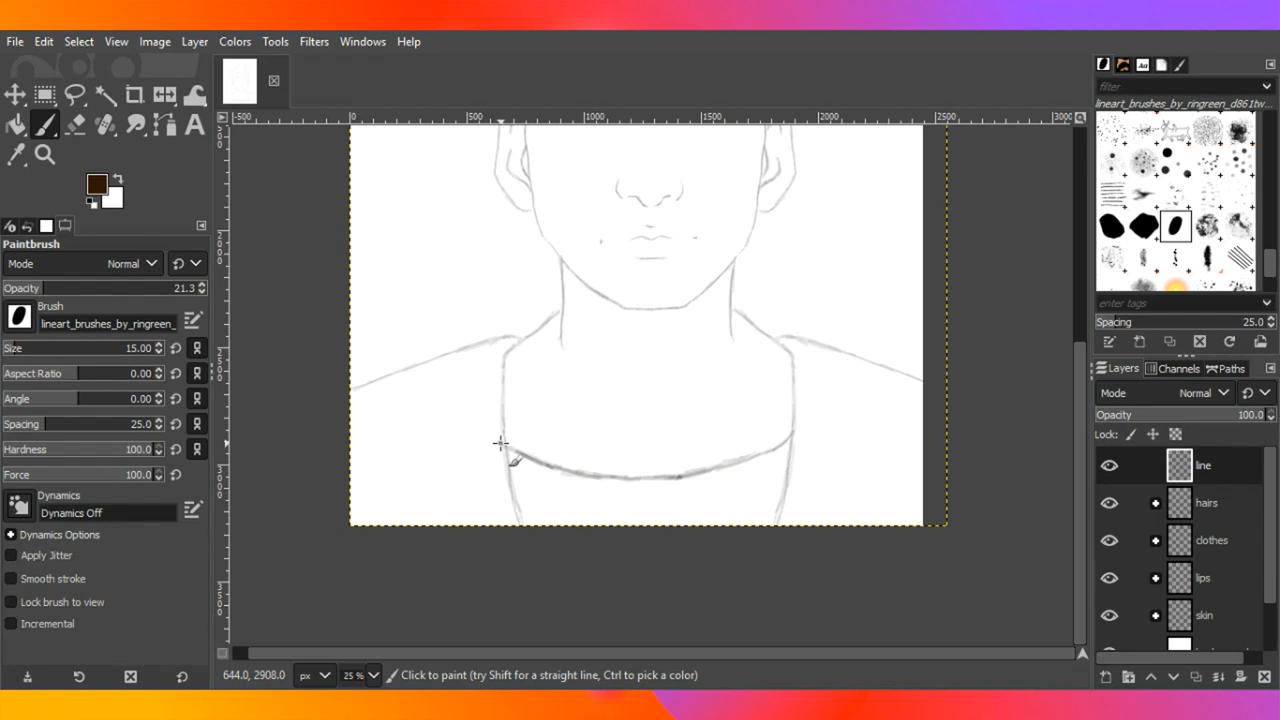 File Edit Select View Image Layer Colors Tools Filters Windows Help
filter
lineart_brushes_by_ringreen_d861tw...
-500 0 500 1000 1500 2000 2500 3000
Paintbrush
Mode Normal
Opacity 21.3
Brush
lineart_brushes_by_ringreen_
Size 15.00
Aspect Ratio 0.00
Angle 0.00
Spacing 25.0
Hardness 100.0
Force 100.0
Dynamics
Dynamics Off
Dynamics Options
Apply Jitter
Smooth stroke
Lock brush to view
Incremental
2000
2500
3000
3500
enter tags
Spacing 25.0
Layers Channels Paths
Mode Normal
Opacity 100.0
Lock:
line
hairs
clothes
lips
skin
644.0, 2908.0 px 25 % Click to paint (try Shift for a straight line, Ctrl to pick a color)